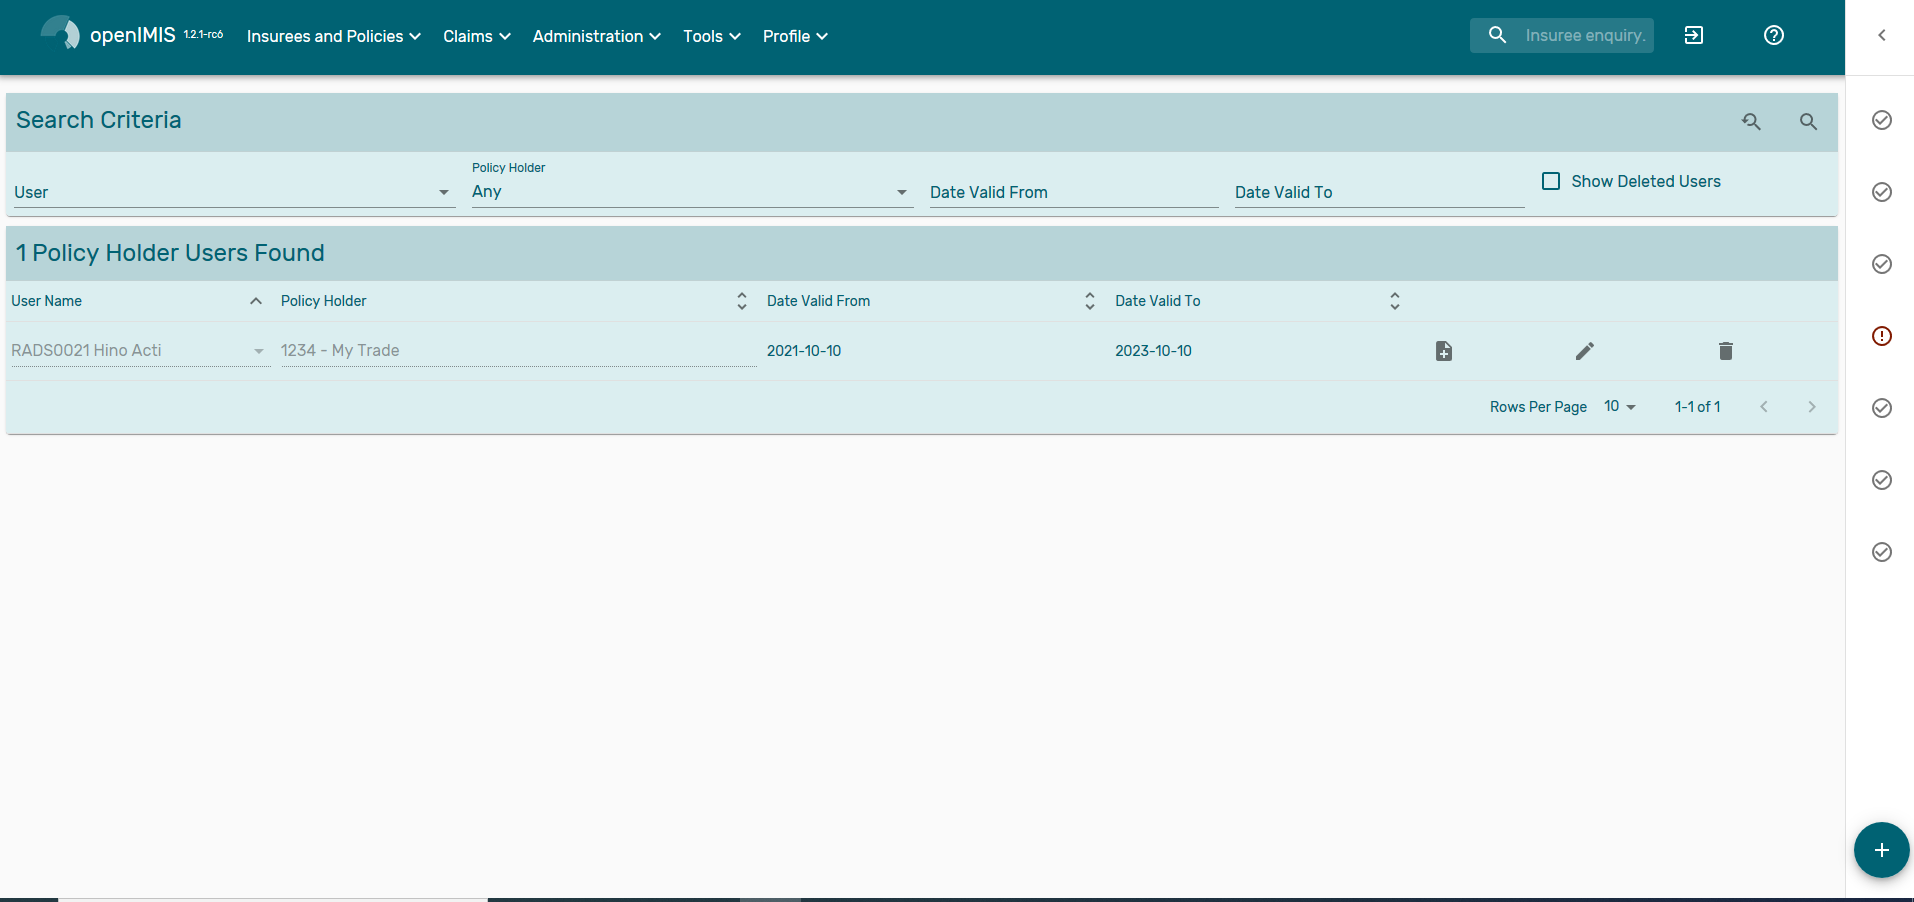 openIMIS 1.2.1-rc6 Insurees and Policies Claims Administration Tools Profile Insuree enquiry.
Search Criteria
Policy Holder
User Any Date Valid From Date Valid To Show Deleted Users
1 Policy Holder Users Found
User Name Policy Holder Date Valid From Date Valid To
RADS0021 Hino Acti 1234 - My Trade 2021-10-10 2023-10-10
Rows Per Page 10 1-1 of 1